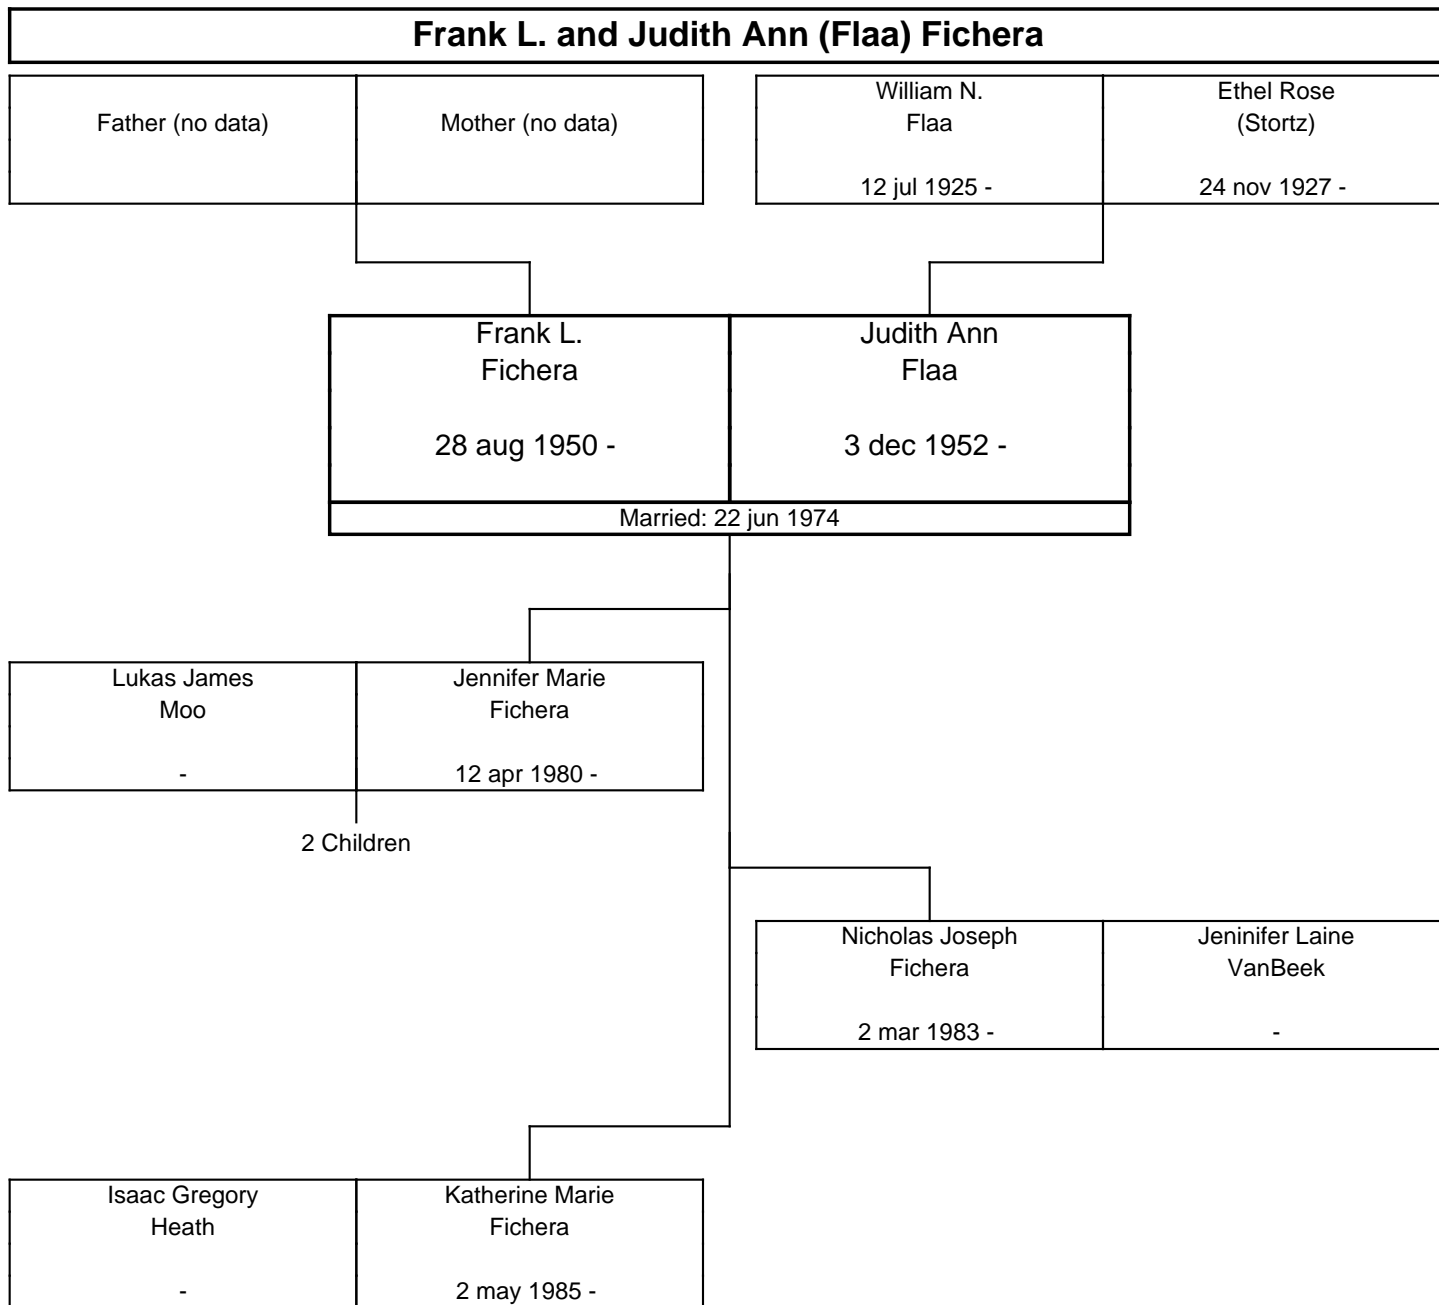 Frank L. and Judith Ann (Flaa) Fichera
Father (no data)
Mother (no data)
William N.
Flaa
12 jul 1925 -
Ethel Rose
(Stortz)
24 nov 1927 -
Frank L.
Fichera
28 aug 1950 -
Judith Ann
Flaa
3 dec 1952 -
Married: 22 jun 1974
Lukas James
Moo
-
Jennifer Marie
Fichera
12 apr 1980 -
2 Children
Nicholas Joseph
Fichera
2 mar 1983 -
Jeninifer Laine
VanBeek
-
Isaac Gregory
Heath
-
Katherine Marie
Fichera
2 may 1985 -